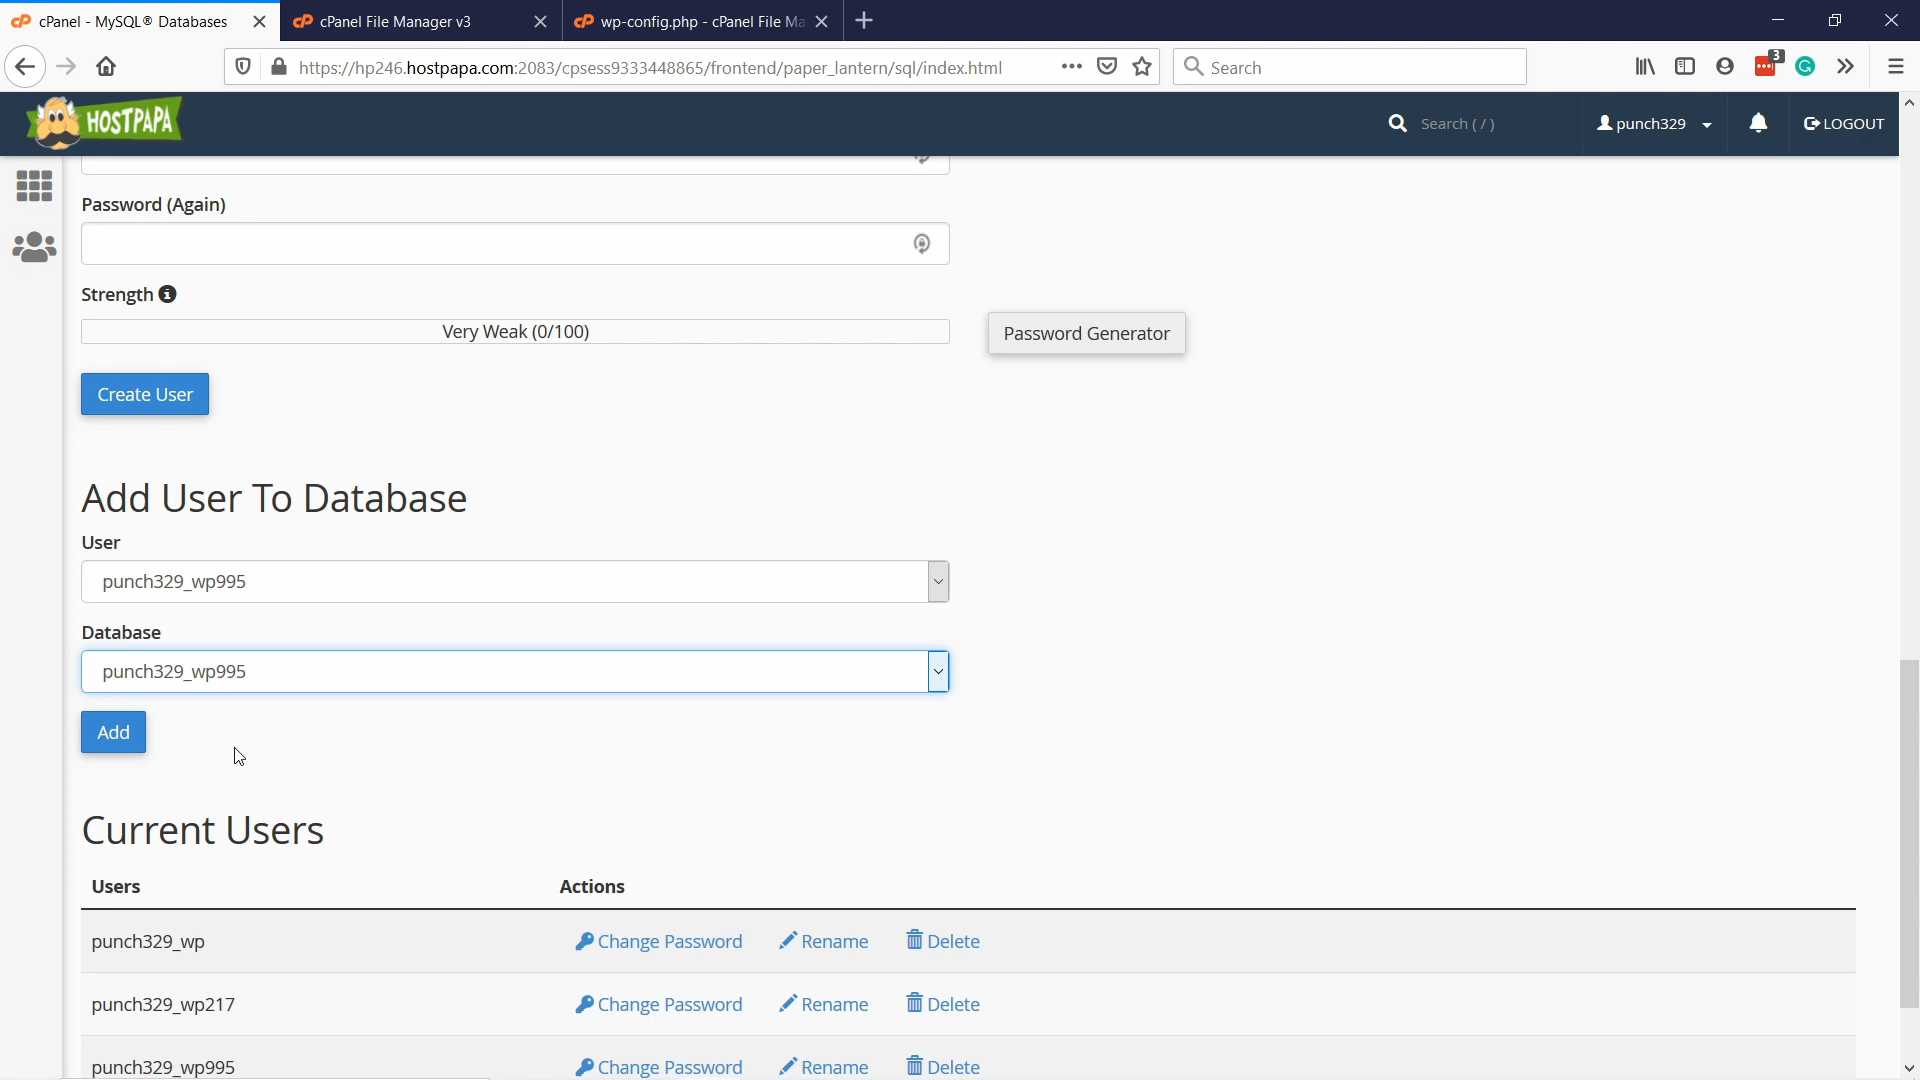 cPanel - MySQL® Databases
cPanel File Manager v3
wp-config.php - cPanel File Ma
https://hp246.hostpapa.com:2083/cpsess9333448865/frontend/paper_lantern/sql/index.html
Search
3
HOSTPAPA
Search ( / )
punch329
LOGOUT
Password (Again)
Strength
Very Weak (0/100)
Password Generator
Create User
Add User To Database
User
punch329_wp995
Database
punch329_wp995
Add
Current Users
Users Actions
punch329_wp Change Password Rename Delete
punch329_wp217 Change Password Rename Delete
punch329_wp995 Change Password Rename Delete